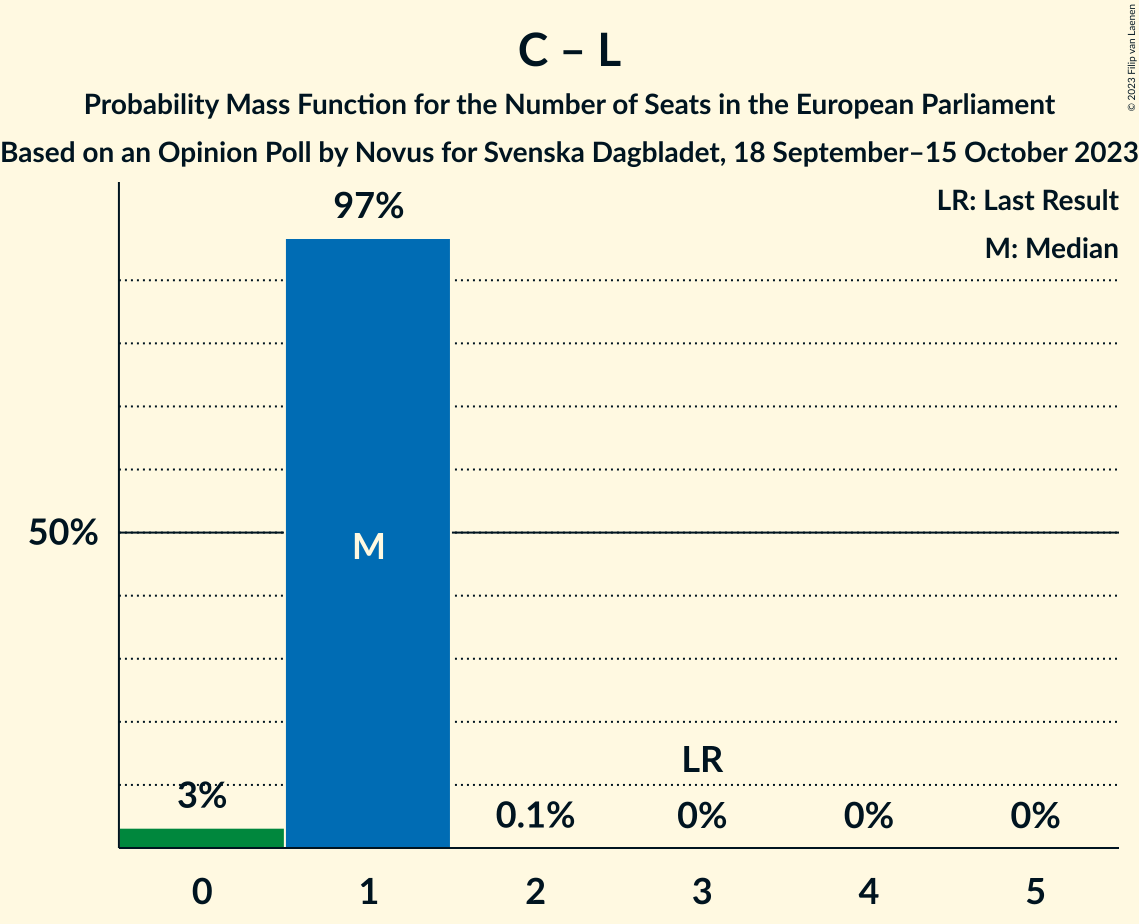 C – L
Probability Mass Function for the Number of Seats in the European Parliament
Based on an Opinion Poll by Novus for Svenska Dagbladet, 18 September–15 October 2023
© 2023 Filip van Laenen
LR: Last Result
M: Median
97%
50%
M
LR
3%
0.1%
0%
0%
0%
0
1
2
3
4
5